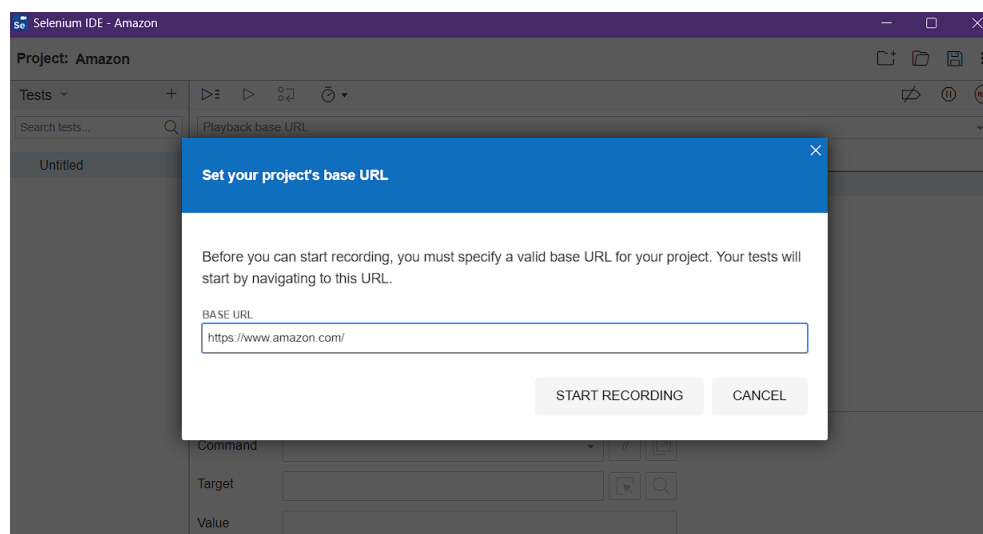 Se Selenium IDE - Amazon
Project: Amazon
Tests
Search tests...
Playback base URL
Untitled
Set your project's base URL
Before you can start recording, you must specify a valid base URL for your project. Your tests will
start by navigating to this URL.
BASE URL
https://www.amazon.com/
START RECORDING
CANCEL
Command
//
Target
Value